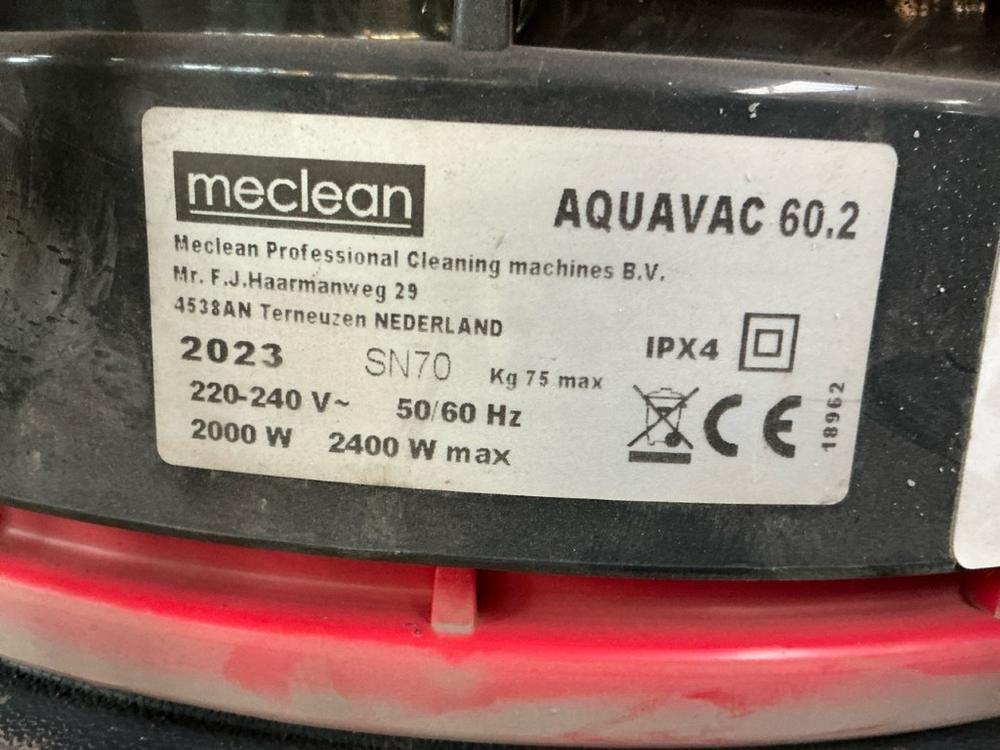 meclean
AQUAVAC 60.2
Meclean Professional Cleaning machines B.V.
Mr. F.J.Haarmanweg 29
4538AN Terneuzen NEDERLAND
2023 SN70 Kg 75 max
IPX4
220-240 V~ 50/60 Hz
2000 W 2400 W max
CE
18962